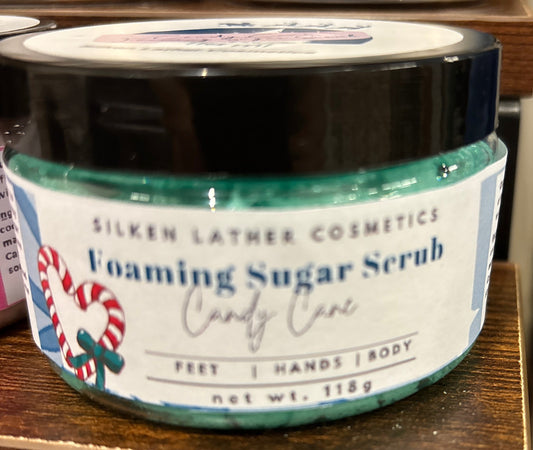 SILKEN LATHER COSMETICS
Foaming Sugar Scrub
Candy Cane
FEET | HANDS | BODY
net wt. 118g